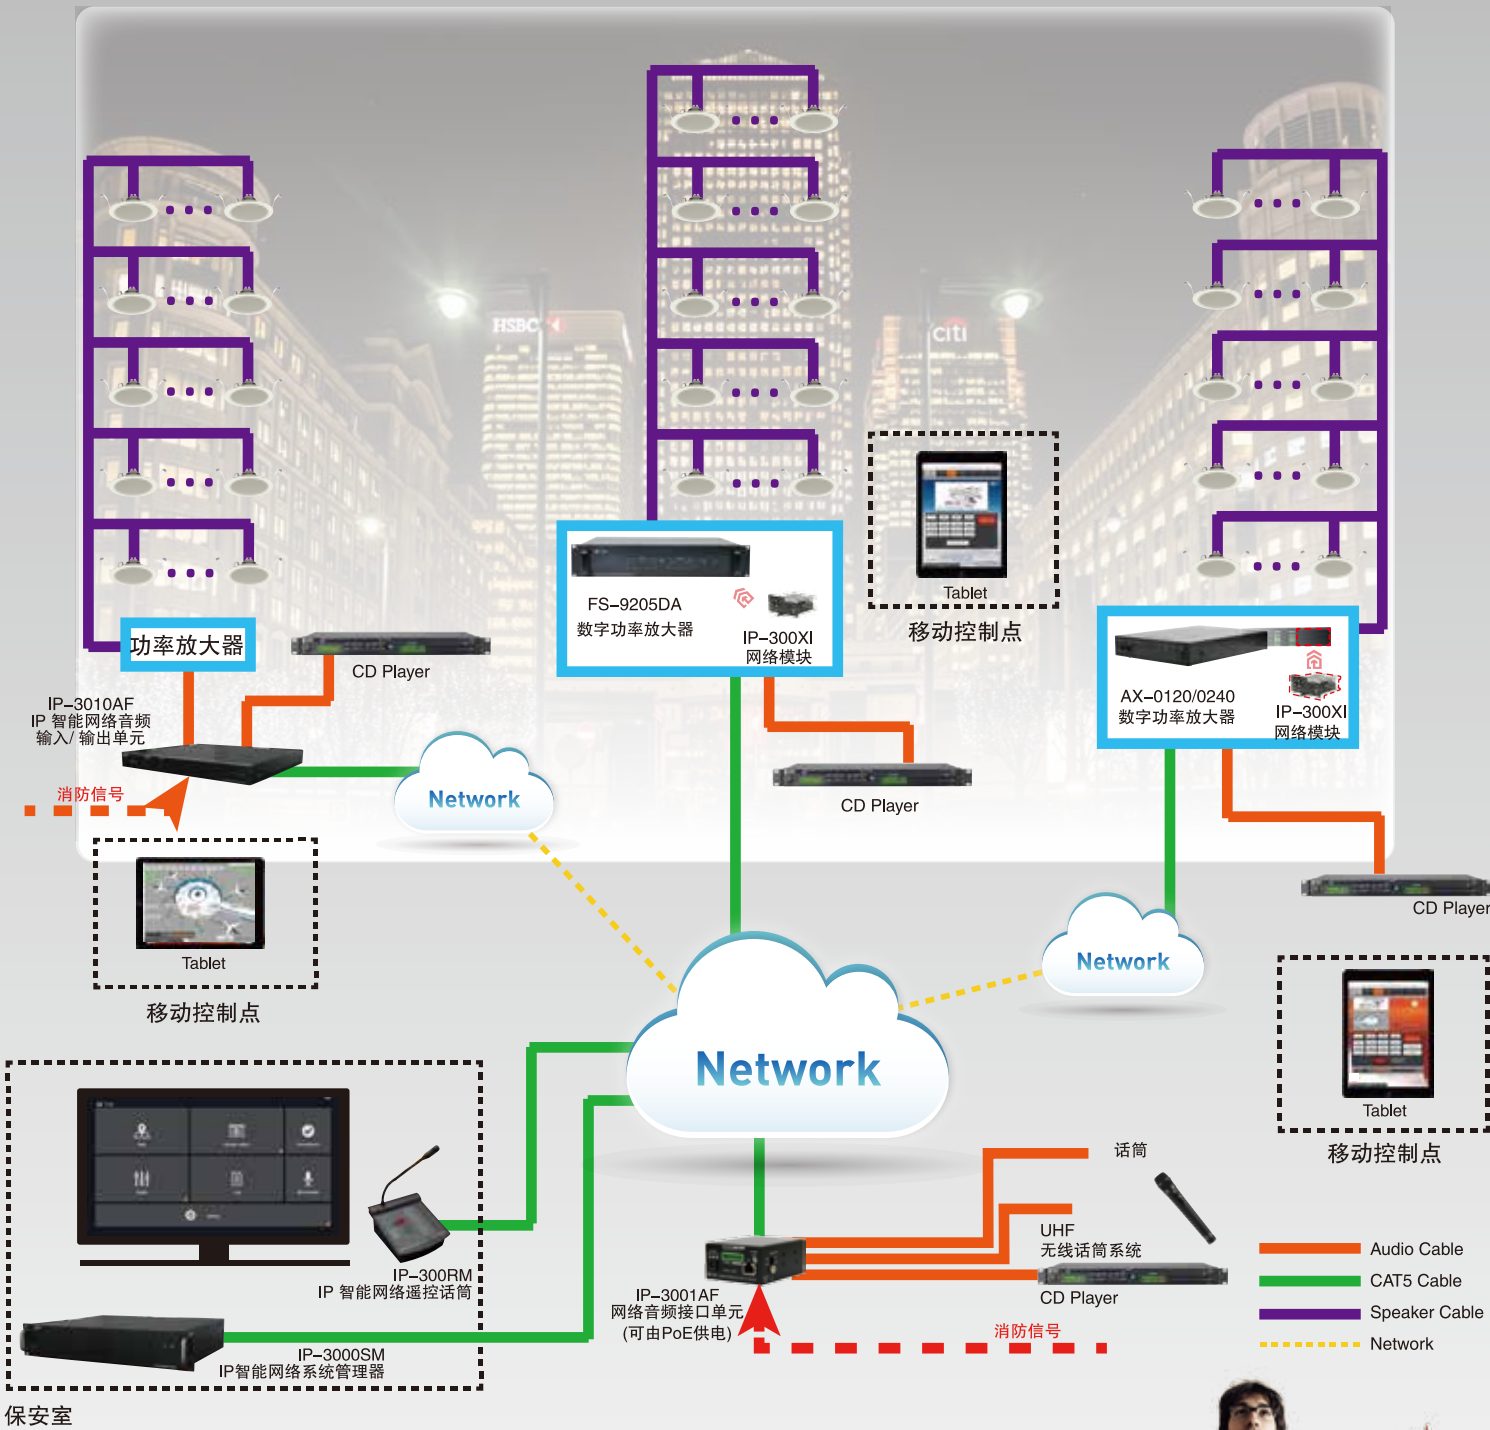 HSBC
citi
Tablet
移动控制点
FS-9205DA
数字功率放大器
IP-300XI
网络模块
功率放大器
CD Player
IP-3010AF
IP 智能网络音频
输入/ 输出单元
消防信号
Network
CD Player
AX-0120/0240
数字功率放大器
IP-300XI
网络模块
CD Player
Tablet
移动控制点
Network
Network
Tablet
移动控制点
IP-300RM
IP 智能网络遥控话筒
IP-3000SM
IP智能网络系统管理器
保安室
话筒
UHF
无线话筒系统
CD Player
IP-3001AF
网络音频接口单元
(可由PoE供电)
消防信号
Audio Cable
CAT5 Cable
Speaker Cable
Network